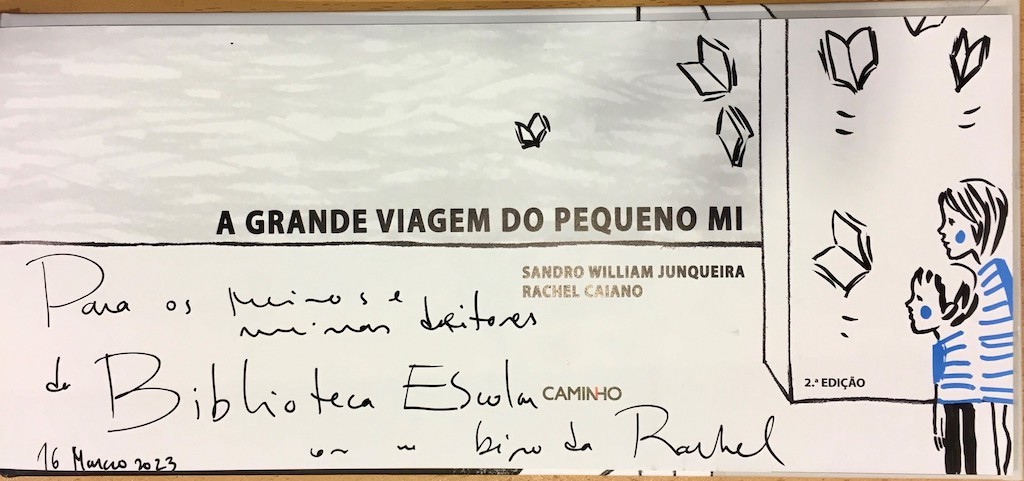 A GRANDE VIAGEM DO PEQUENO MI
SANDRO WILLIAM JUNQUEIRA
RACHEL CAIANO
Para os meninos e
meninas leitores
da Biblioteca Escolar
CAMINHO
2.ª EDIÇÃO
com um beijo da Rachel
16 Março 2023